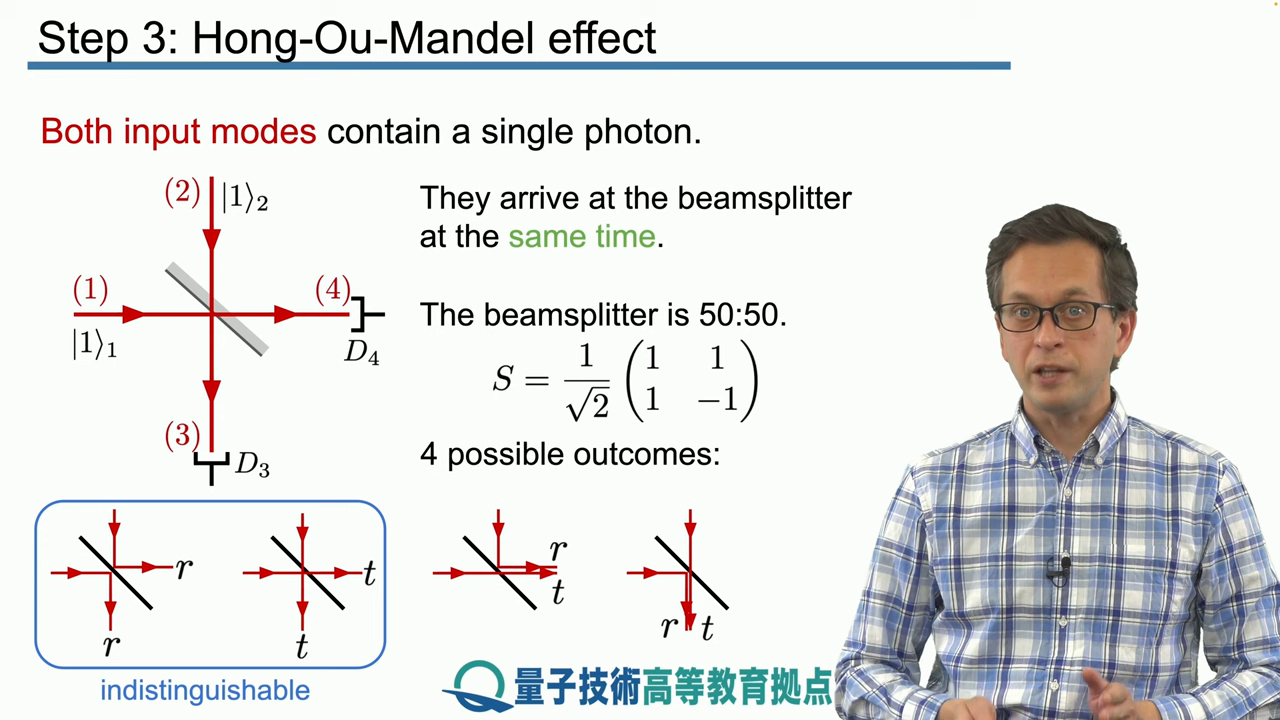 Step 3: Hong-Ou-Mandel effect
Both input modes contain a single photon.
(2) |1⟩₂
(1)
|1⟩₁
(4)
D₄
(3)
D₃
They arrive at the beamsplitter
at the same time.
The beamsplitter is 50:50.
S = 1/√2 (1 1
1 −1)
4 possible outcomes:
r
r
t
t
r
t
r t
indistinguishable
量子技術高等教育拠点